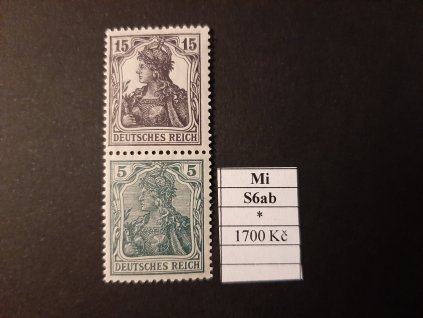 15 15
DEUTSCHES REICH
5 5
DEUTSCHES REICH
Mi
S6ab
*
1700 Kč